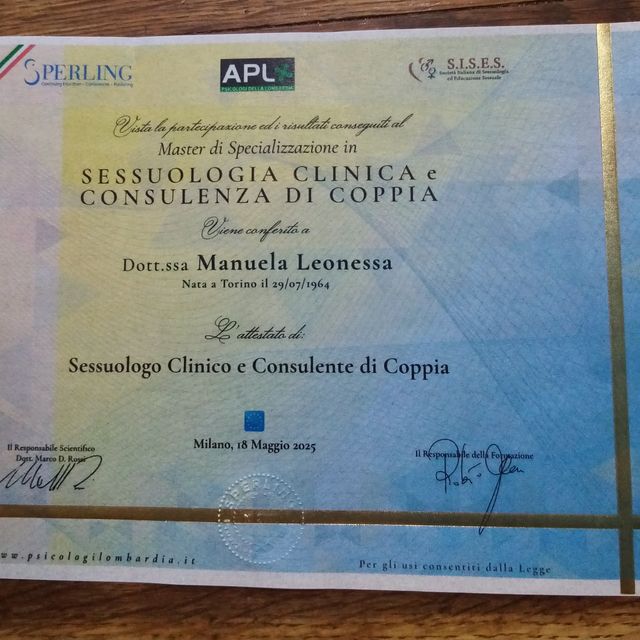 SPERLING
APL
PSICOLOGI DELLA LOMBARDIA
S.I.S.E.S.
Società Italiana di Sessuologia
ed Educazione Sessuale
Vista la partecipazione ed i risultati conseguiti al
Master di Specializzazione in
SESSUOLOGIA CLINICA e
CONSULENZA DI COPPIA
Viene conferito a
Dott.ssa Manuela Leonessa
Nata a Torino il 29/07/1964
L'attestato di:
Sessuologo Clinico e Consulente di Coppia
Milano, 18 Maggio 2025
Il Responsabile Scientifico
Dott. Marco D. Rossi
Il Responsabile della Formazione
www.psicologilombardia.it
Per gli usi consentiti dalla Legge